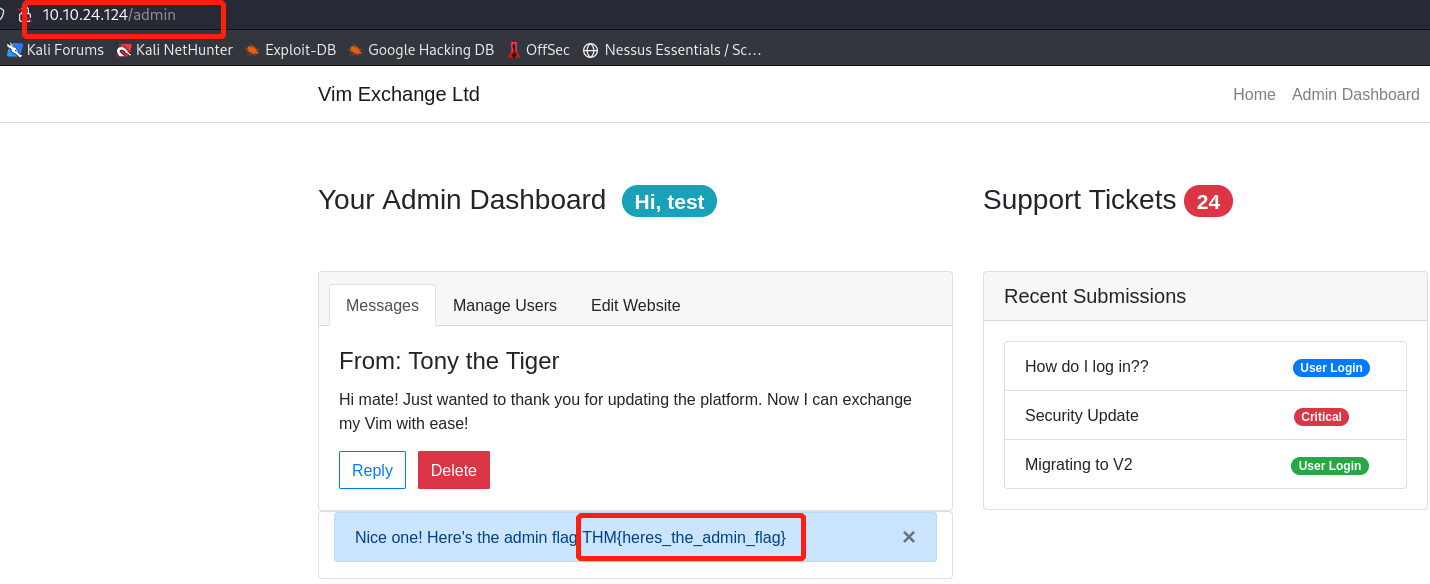 10.10.24.124/admin
Kali Forums Kali NetHunter Exploit-DB Google Hacking DB OffSec Nessus Essentials / Sc…
Vim Exchange Ltd Home Admin Dashboard
Your Admin Dashboard Hi, test
Messages Manage Users Edit Website
From: Tony the Tiger
Hi mate! Just wanted to thank you for updating the platform. Now I can exchange
my Vim with ease!
Reply Delete
Nice one! Here's the admin flag THM{heres_the_admin_flag} ×
Support Tickets 24
Recent Submissions
How do I log in?? User Login
Security Update Critical
Migrating to V2 User Login